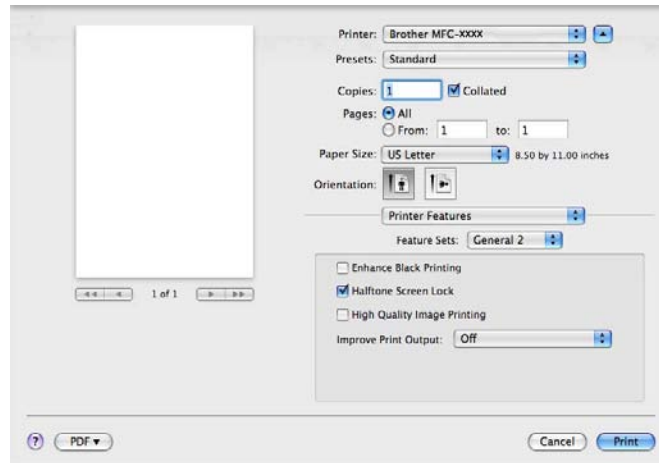 Printer: Brother MFC-xxxx
Presets: Standard
Copies: 1 Collated
Pages: All
From: 1 to: 1
Paper Size: US Letter 8.50 by 11.00 inches
Orientation:
Printer Features
Feature Sets: General 2
Enhance Black Printing
Halftone Screen Lock
High Quality Image Printing
Improve Print Output: Off
1 of 1
? PDF Cancel Print